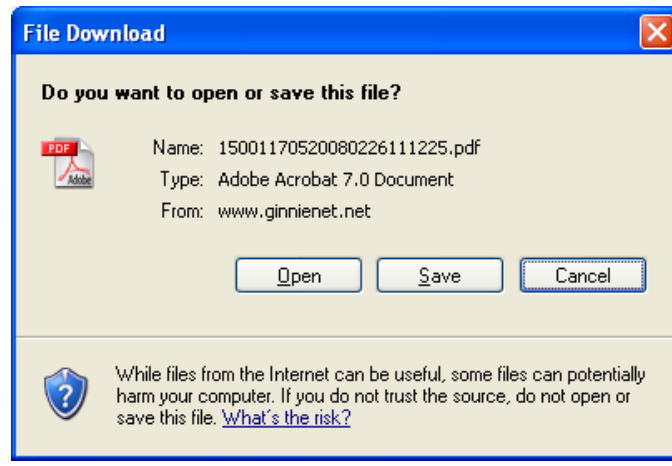 File Download
Do you want to open or save this file?
PDF
Adobe
Name: 15001170520080226111225.pdf
Type: Adobe Acrobat 7.0 Document
From: www.ginnienet.net
Open Save Cancel
While files from the Internet can be useful, some files can potentially
harm your computer. If you do not trust the source, do not open or
save this file. What's the risk?